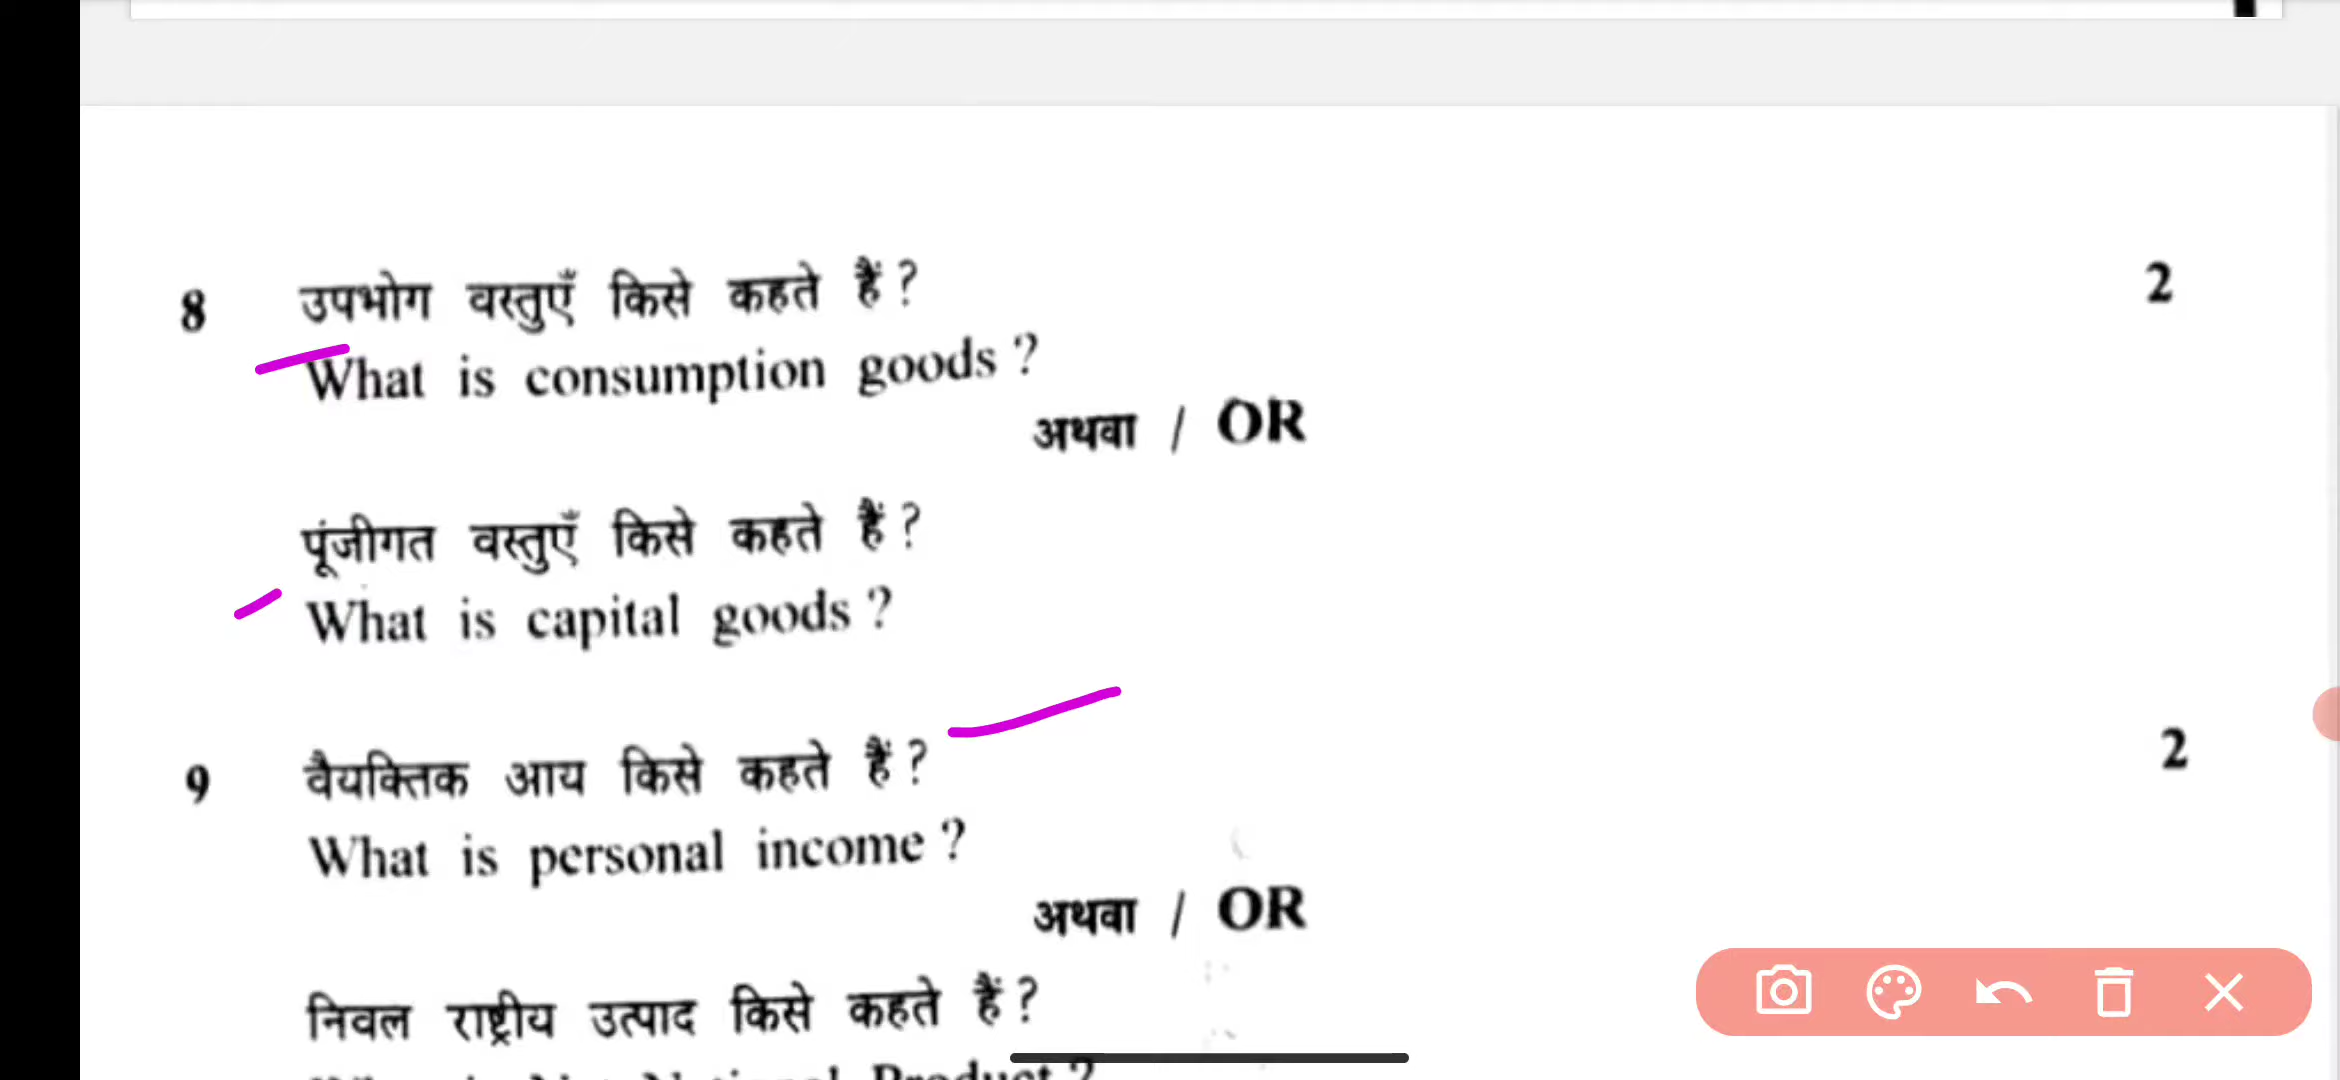 8 उपभोग वस्तुएँ किसे कहते हैं ? 2
What is consumption goods ?
अथवा / OR
पूंजीगत वस्तुएँ किसे कहते हैं ?
What is capital goods ?
9 वैयक्तिक आय किसे कहते हैं ? 2
What is personal income ?
अथवा / OR
निवल राष्ट्रीय उत्पाद किसे कहते हैं ?
Product ?